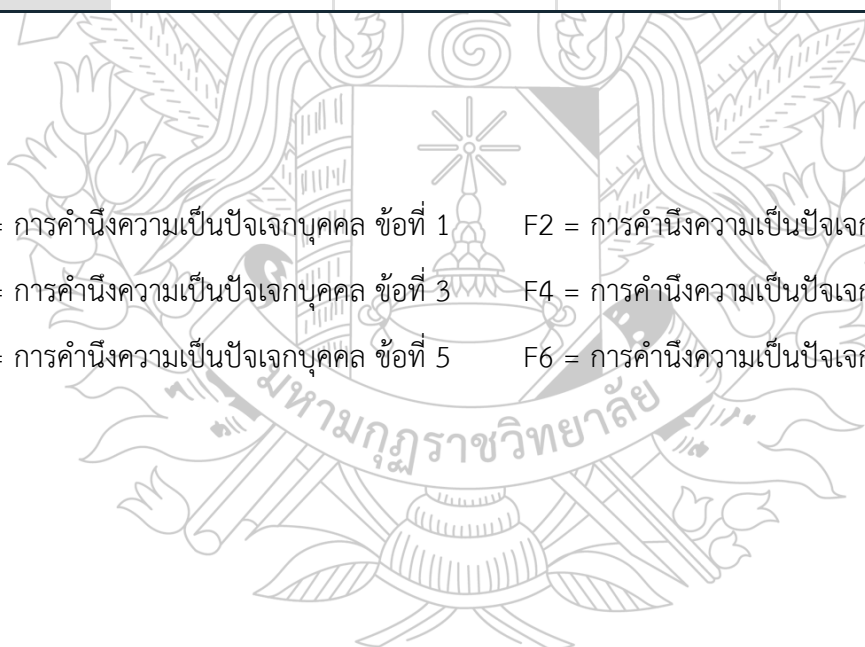 = การคำนึงความเป็นปัจเจกบุคคล ข้อที่ 1 F2 = การคำนึงความเป็นปัจเจก
= การคำนึงความเป็นปัจเจกบุคคล ข้อที่ 3 F4 = การคำนึงความเป็นปัจเจก
= การคำนึงความเป็นปัจเจกบุคคล ข้อที่ 5 F6 = การคำนึงความเป็นปัจเจก
มหามกุฏราชวิทยาลัย